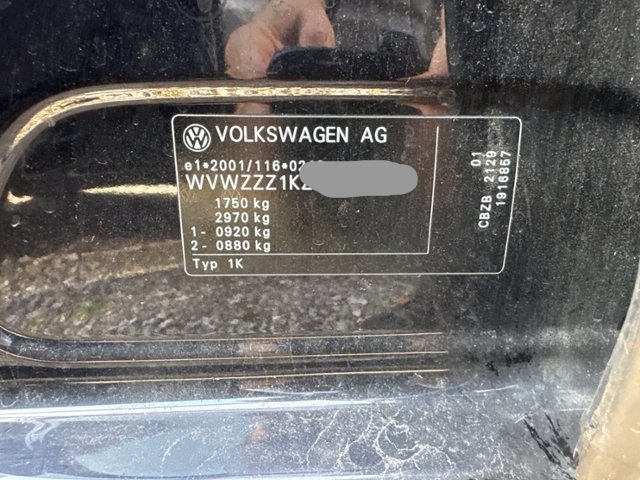 VOLKSWAGEN AG
e1*2001/116*02
WVWZZZ1KZ
1750 kg
2970 kg
1- 0920 kg
2- 0880 kg
Typ 1K
01
CBZB 2129
1916857